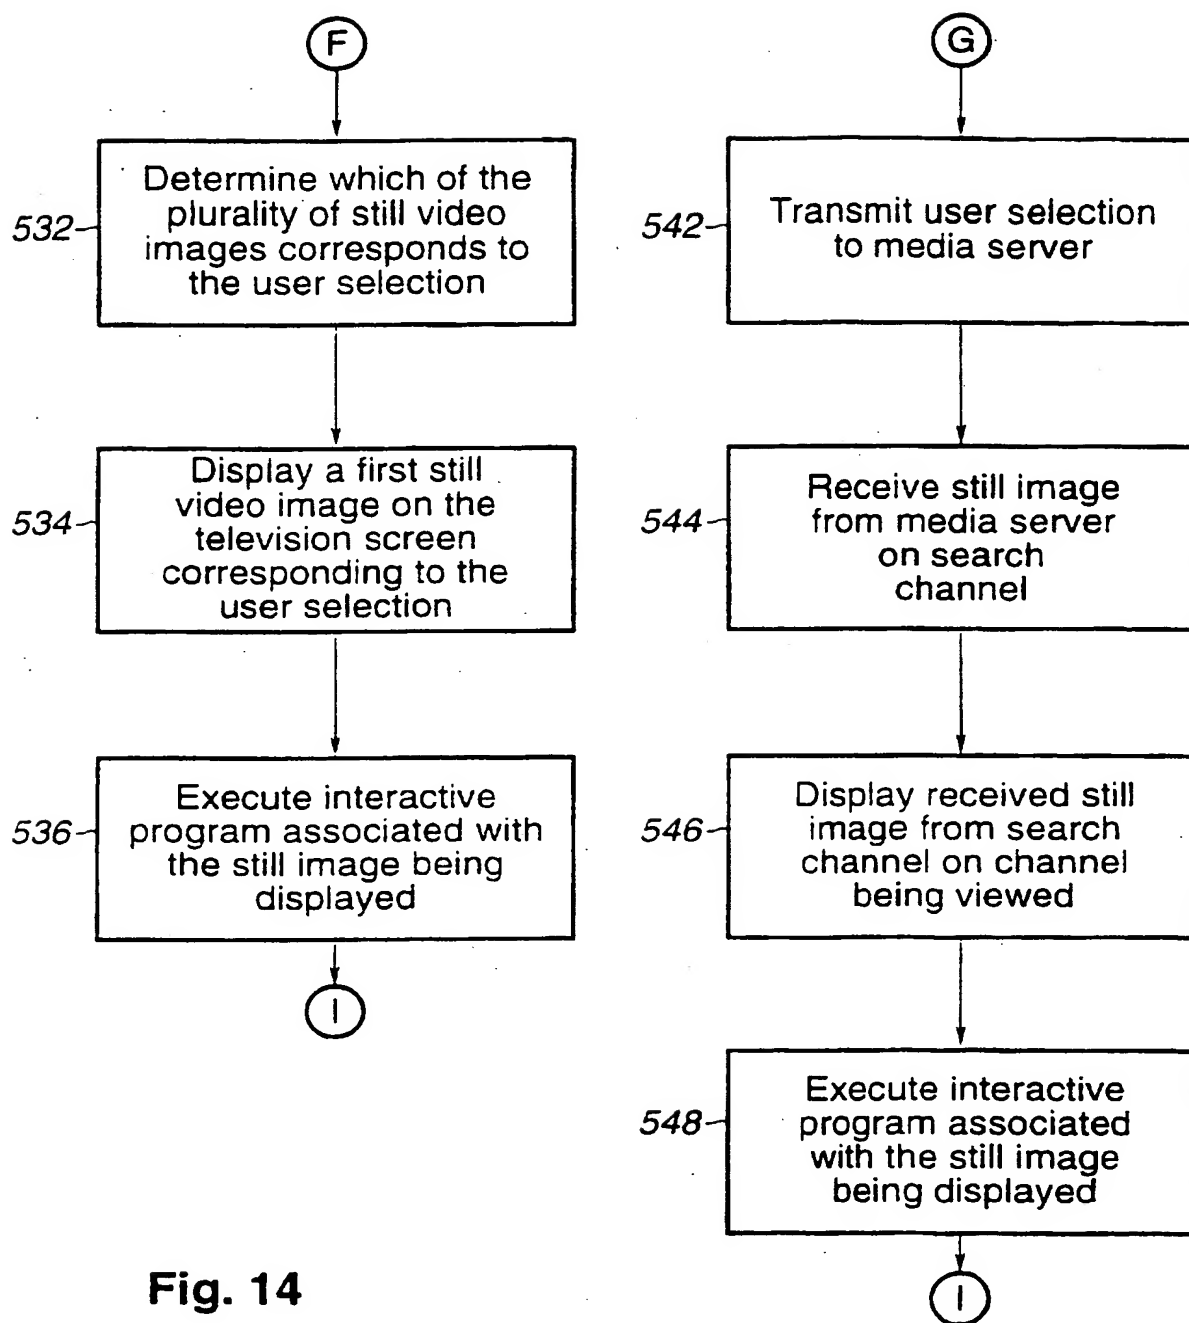 F
532
Determine which of the
plurality of still video
images corresponds to
the user selection
534
Display a first still
video image on the
television screen
corresponding to the
user selection
536
Execute interactive
program associated with
the still image being
displayed
I
G
542
Transmit user selection
to media server
544
Receive still image
from media server
on search
channel
546
Display received still
image from search
channel on channel
being viewed
548
Execute interactive
program associated
with the still image
being displayed
I
Fig. 14